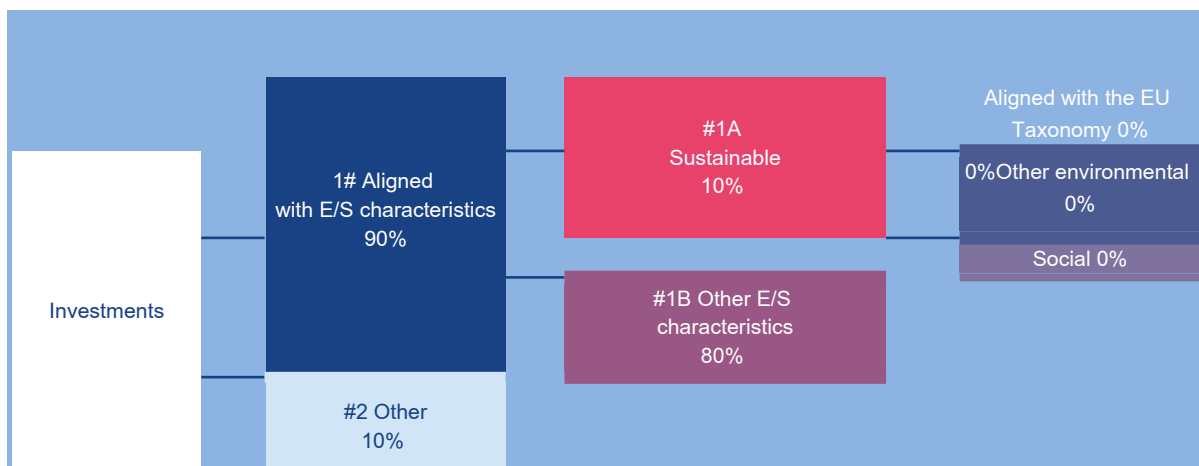 Investments
1# Aligned
with E/S characteristics
90%
#2 Other
10%
#1A
Sustainable
10%
#1B Other E/S
characteristics
80%
Aligned with the EU
Taxonomy 0%
0%Other environmental
0%
Social 0%